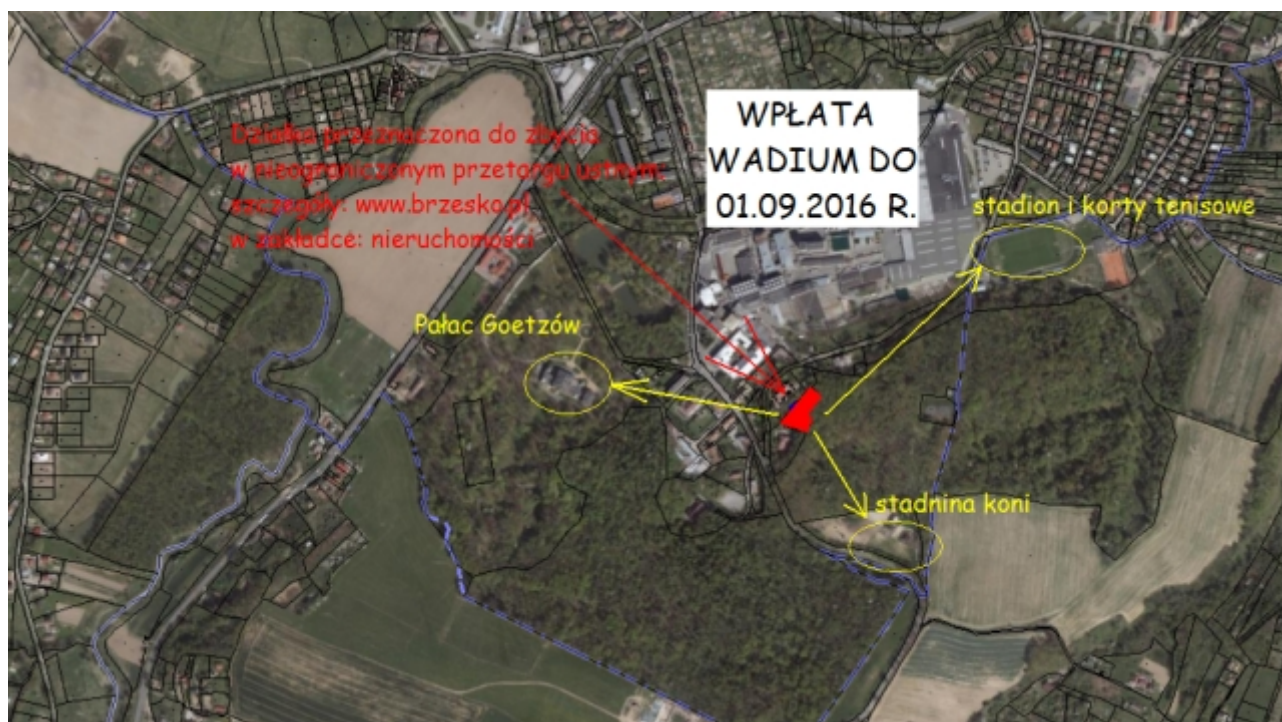 WPŁATA
WADIUM DO
01.09.2016 R.
Działka przeznaczona do zbycia
w nieograniczonym przetargu ustnym;
szczegóły: www.brzesko.pl
w zakładce: nieruchomości
stadion i korty tenisowe
Pałac Goetzów
stadnina koni